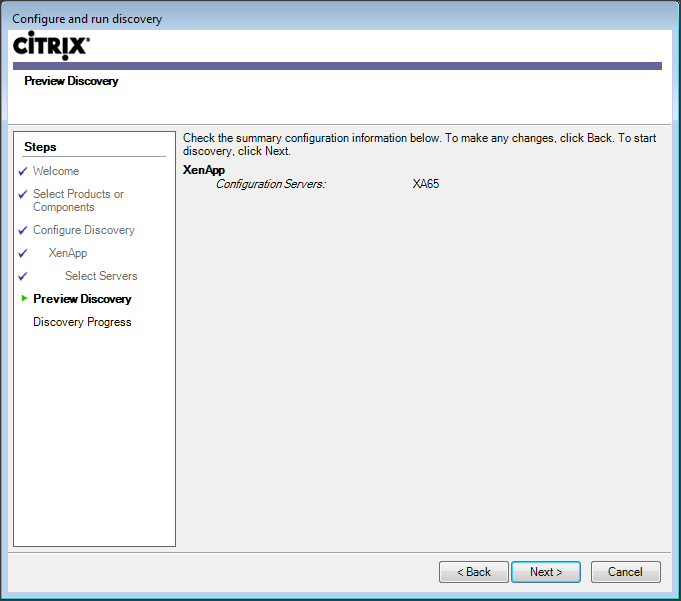 Configure and run discovery
CİTRIX®
Preview Discovery
Steps
Welcome
Select Products or
Components
Configure Discovery
XenApp
Select Servers
Preview Discovery
Discovery Progress
Check the summary configuration information below. To make any changes, click Back. To start
discovery, click Next.
XenApp
Configuration Servers: XA65
< Back Next > Cancel